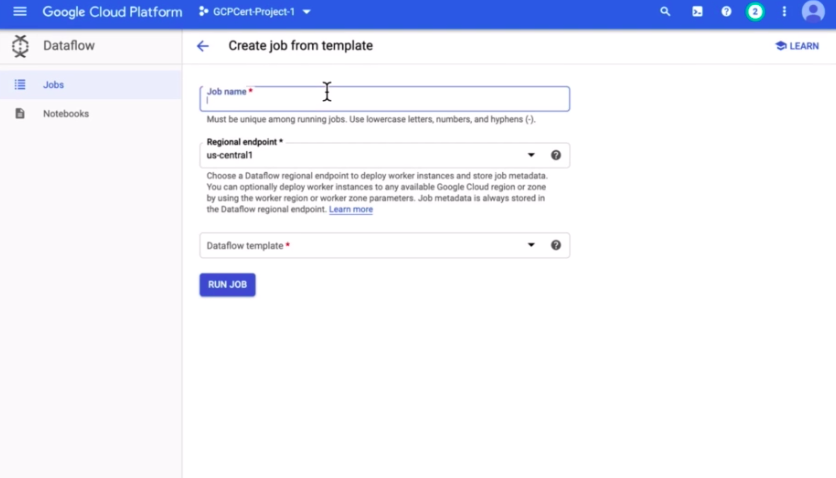 Google Cloud Platform
GCPCert-Project-1
2
Dataflow
Create job from template
LEARN
Jobs
Notebooks
Job name *
Must be unique among running jobs. Use lowercase letters, numbers, and hyphens (-).
Regional endpoint *
us-central1
Choose a Dataflow regional endpoint to deploy worker instances and store job metadata.
You can optionally deploy worker instances to any available Google Cloud region or zone
by using the worker region or worker zone parameters. Job metadata is always stored in
the Dataflow regional endpoint. Learn more
Dataflow template *
RUN JOB